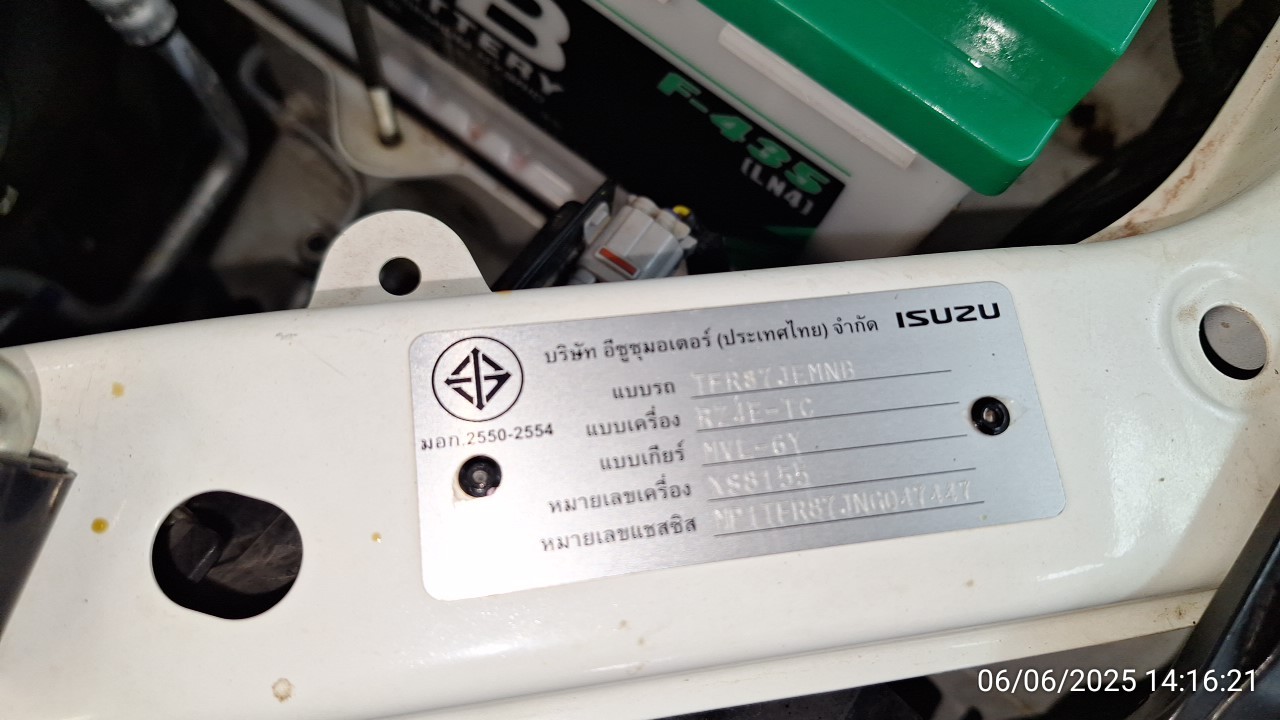 B
BATTERY
F-435
(LN4)
บริษัท อีซูซุมอเตอร์ (ประเทศไทย) จำกัด ISUZU
แบบรถ TFR87JEMNB
มอก.2550-2554
แบบเครื่อง RZJE-TC
แบบเกียร์ MVL-6Y
หมายเลขเครื่อง
หมายเลขแชสซิส
06/06/2025 14:16:21